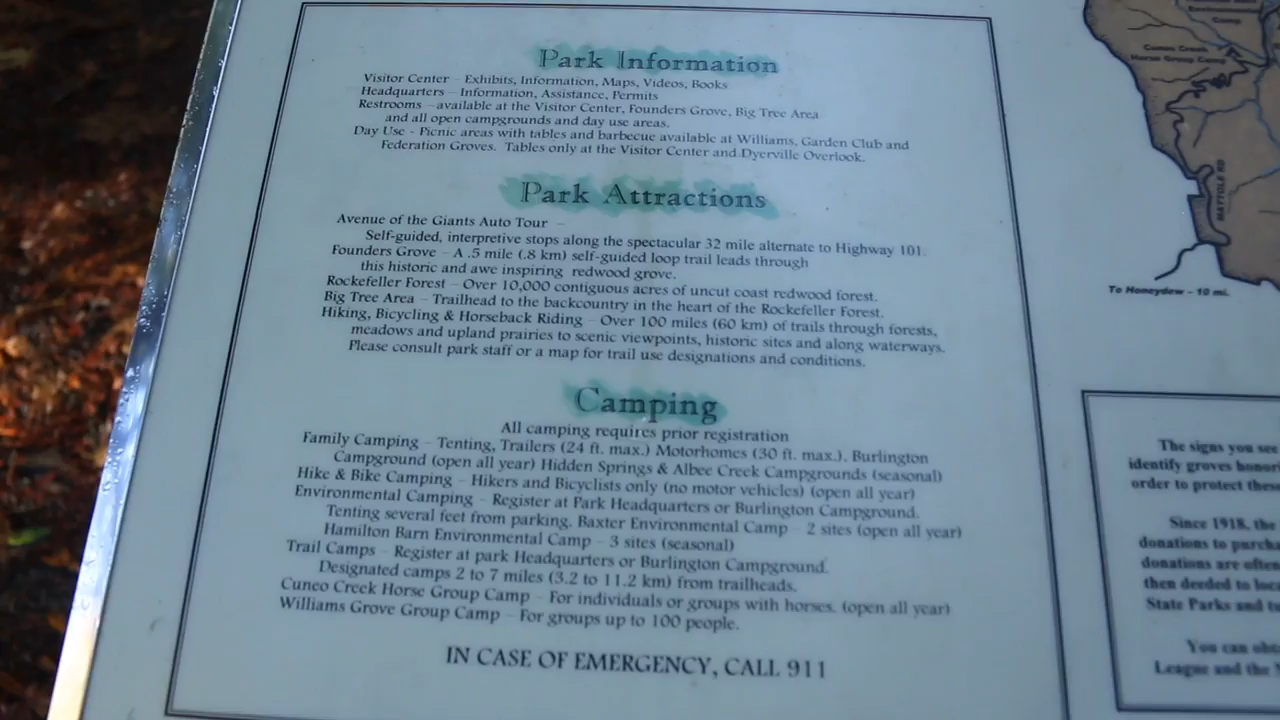 Park Information
Visitor Center - Exhibits, Information, Maps, Videos, Books
Headquarters - Information, Assistance, Permits
Restrooms - available at the Visitor Center, Founders Grove, Big Tree Area
and all open campgrounds and day use areas.
Day Use - Picnic areas with tables and barbecue available at Williams, Garden Club and
Federation Groves. Tables only at the Visitor Center and Dyerville Overlook.
Park Attractions
Avenue of the Giants Auto Tour -
Self-guided, interpretive stops along the spectacular 32 mile alternate to Highway 101.
Founders Grove - A .5 mile (.8 km) self-guided loop trail leads through
this historic and awe inspiring redwood grove.
Rockefeller Forest - Over 10,000 contiguous acres of uncut coast redwood forest.
Big Tree Area - Trailhead to the backcountry in the heart of the Rockefeller Forest.
Hiking, Bicycling & Horseback Riding - Over 100 miles (60 km) of trails through forests,
meadows and upland prairies to scenic viewpoints, historic sites and along waterways.
Please consult park staff or a map for trail use designations and conditions.
Camping
All camping requires prior registration
Family Camping - Tenting, Trailers (24 ft. max.) Motorhomes (30 ft. max.). Burlington
Campground (open all year) Hidden Springs & Albee Creek Campgrounds (seasonal)
Hike & Bike Camping - Hikers and Bicyclists only (no motor vehicles) (open all year)
Environmental Camping - Register at Park Headquarters or Burlington Campground.
Tenting several feet from parking. Baxter Environmental Camp - 2 sites (open all year)
Hamilton Barn Environmental Camp - 3 sites (seasonal)
Trail Camps - Register at park Headquarters or Burlington Campground.
Designated camps 2 to 7 miles (3.2 to 11.2 km) from trailheads.
Cuneo Creek Horse Group Camp - For individuals or groups with horses. (open all year)
Williams Grove Group Camp - For groups up to 100 people.
IN CASE OF EMERGENCY, CALL 911
Environmental
Camp
Cuneo Creek
Horse Group Camp
MATTOLE RD
To Honeydew - 10 mi.
The signs you see
identify groves
order to protect these
Since 1918, the
donations to
donations are often
then deeded to
State Parks and
You can
League and the